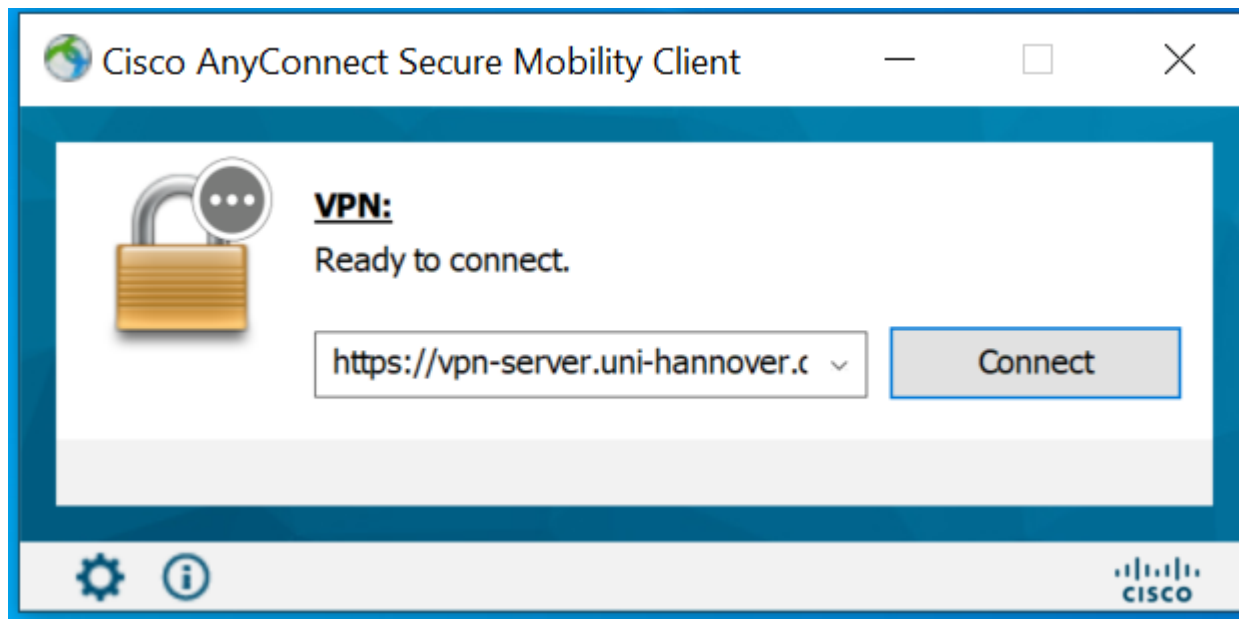 Cisco AnyConnect Secure Mobility Client
VPN:
Ready to connect.
https://vpn-server.uni-hannover.c
Connect
CISCO